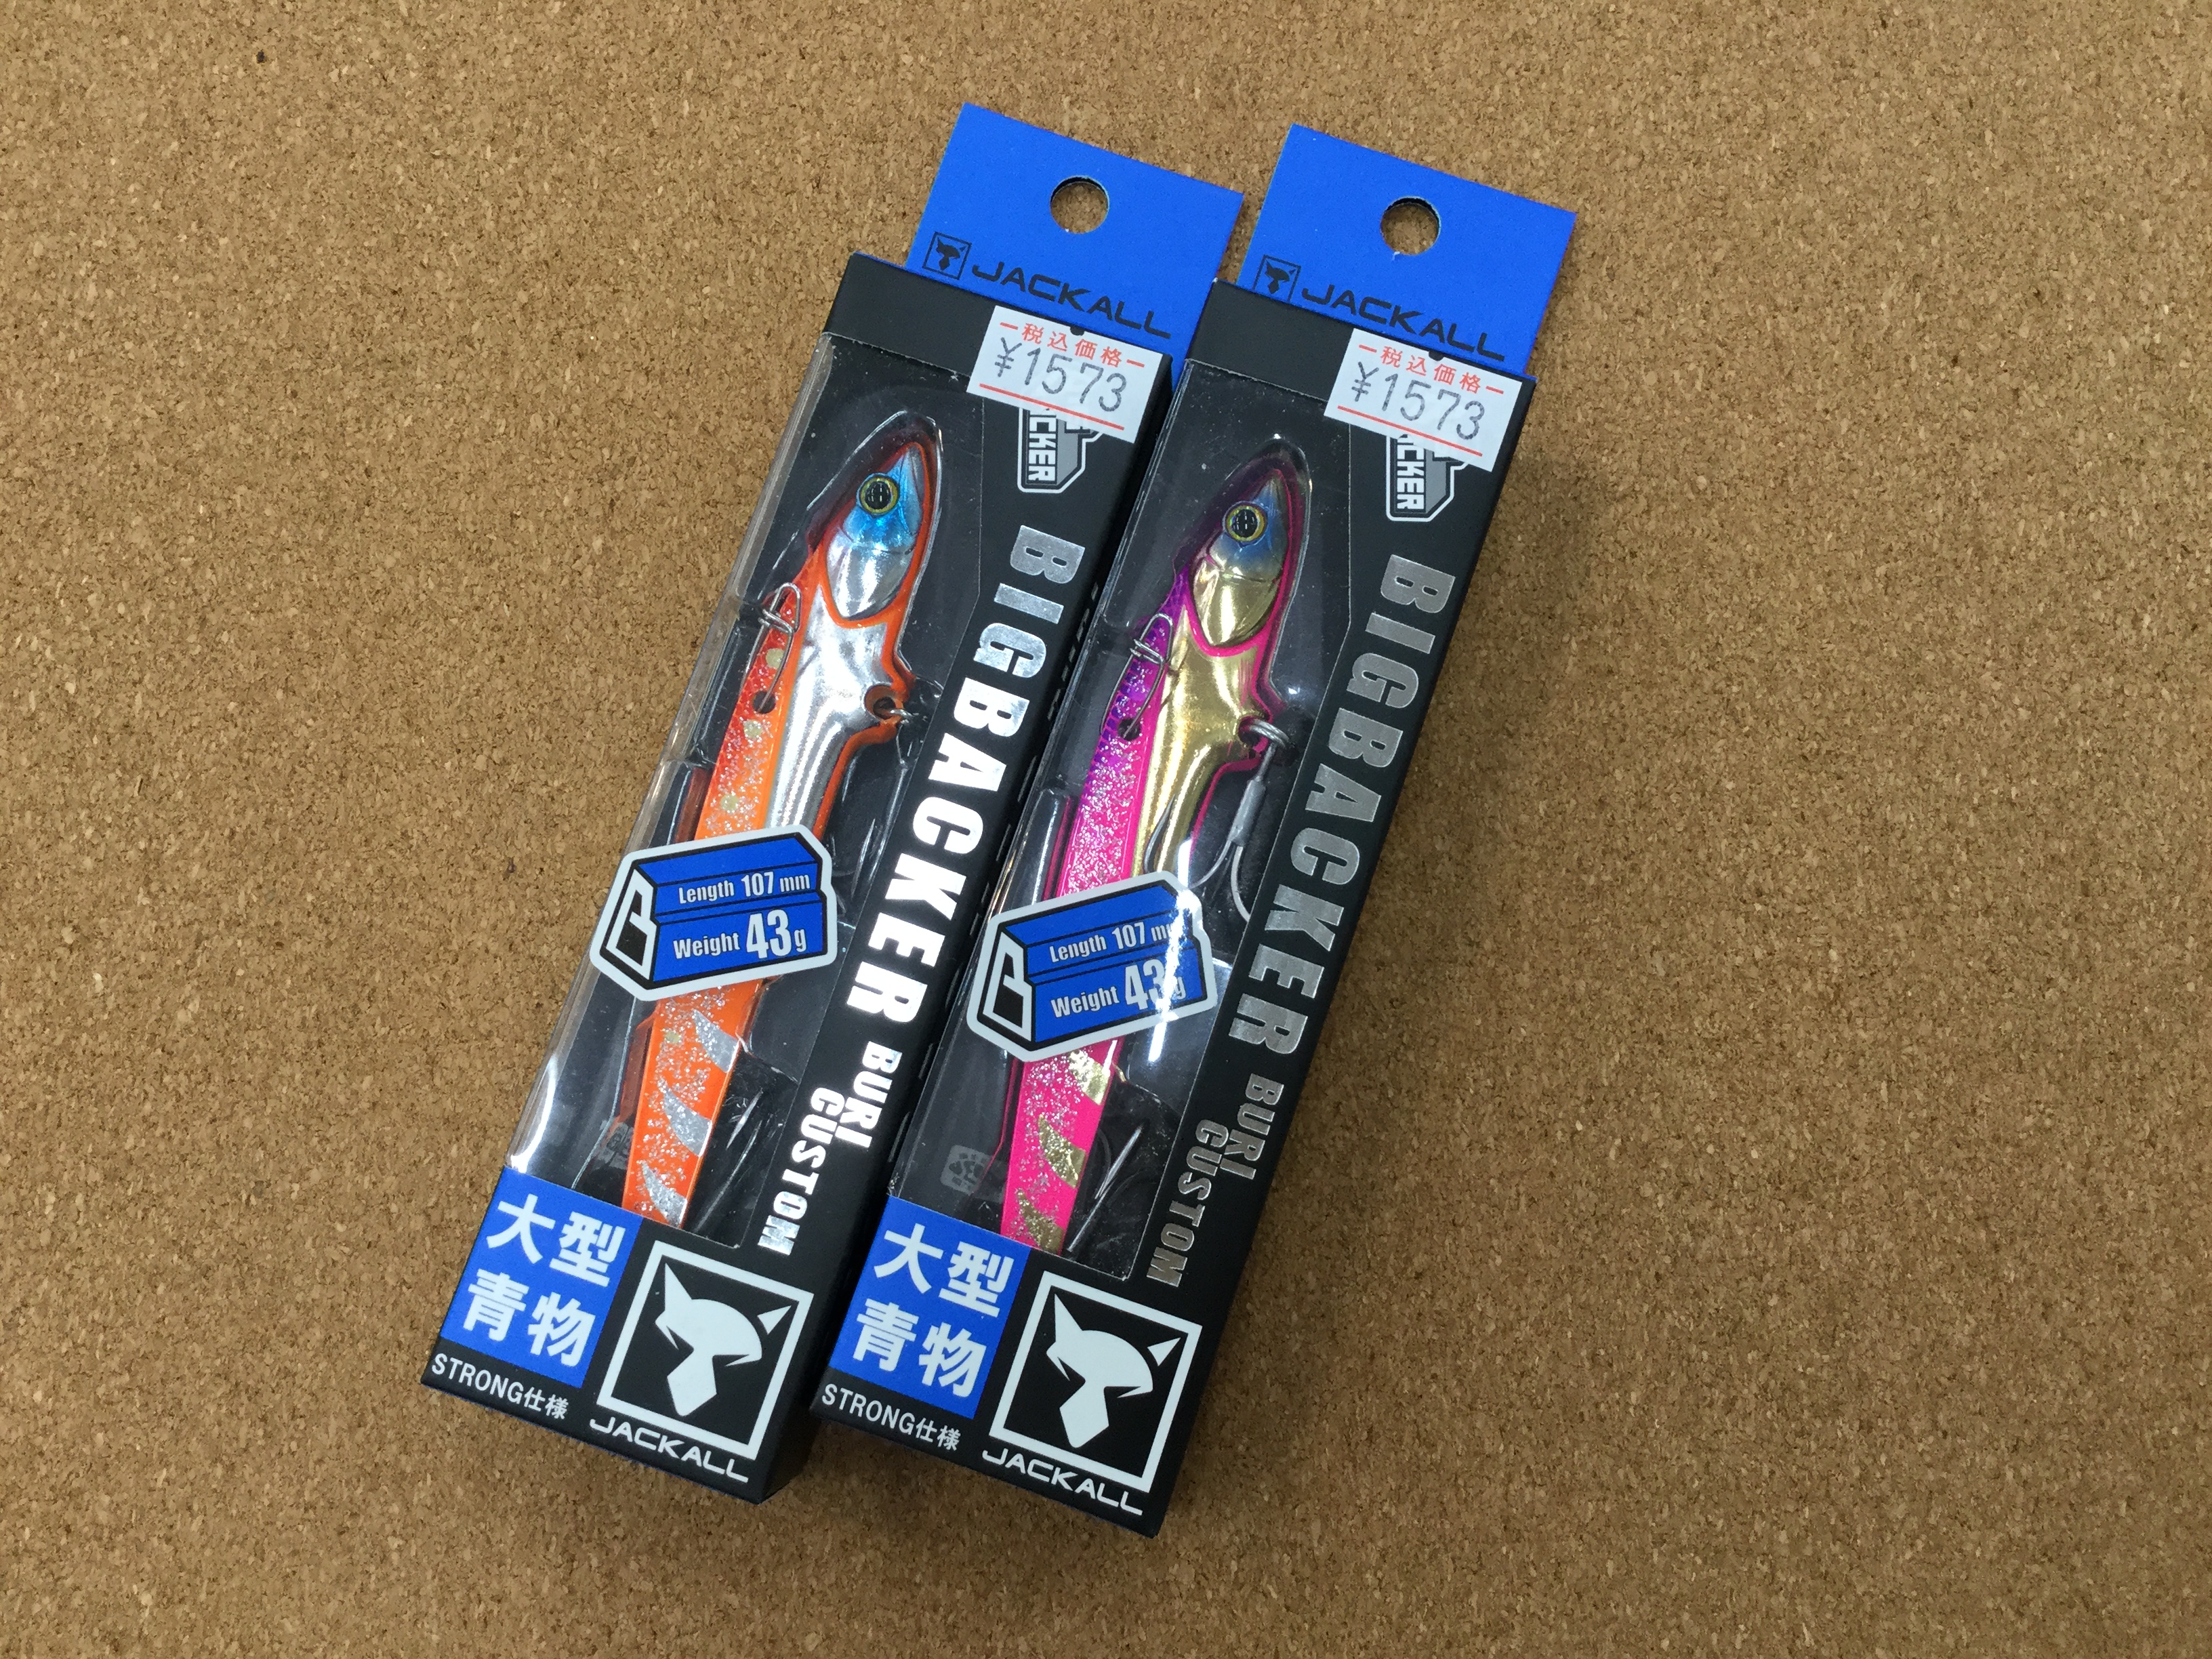 JACKALL
税込価格
¥1573
BIGBACKER
BURI
CUSTOM
Length 107 mm
Weight 43g
大型
青物
STRONG仕様
JACKALL
JACKALL
税込価格
¥1573
BIGBACKER
BURI
CUSTOM
Length 107 mm
Weight 43g
大型
青物
STRONG仕様
JACKALL